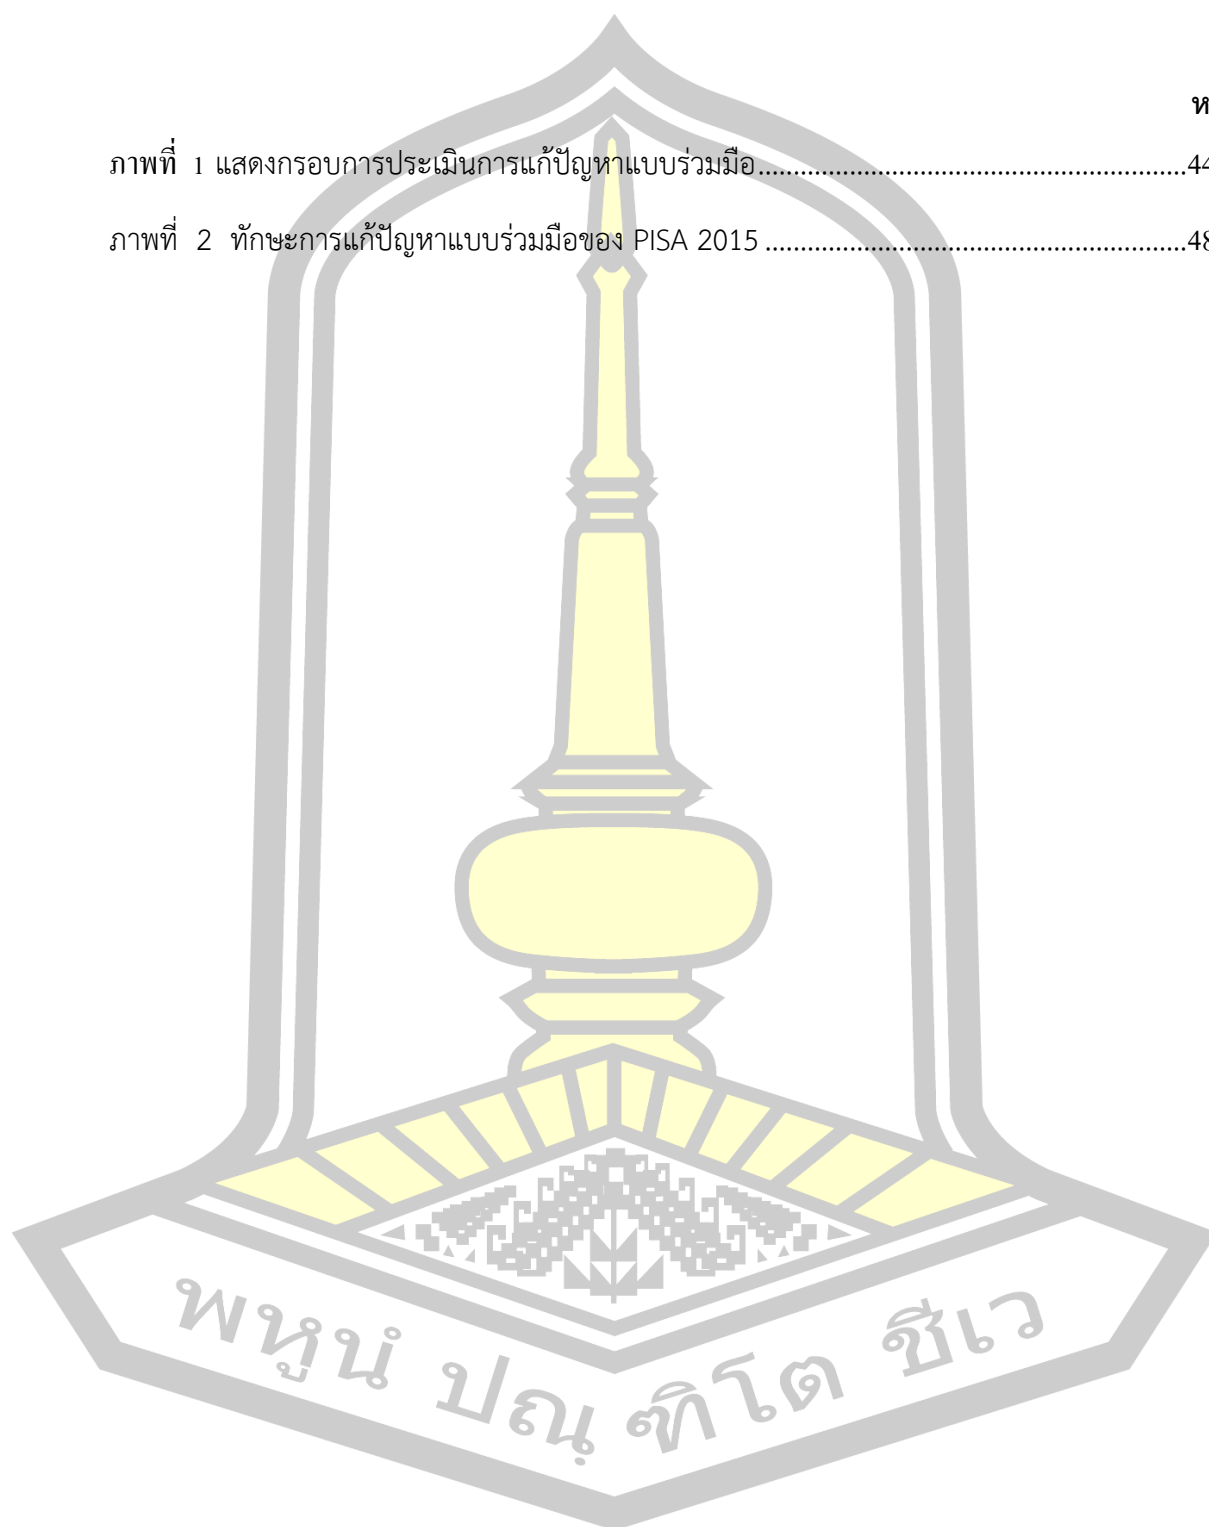 ห
ภาพที่ 1 แสดงกรอบการประเมินการแก้ปัญหาแบบร่วมมือ.............................................................44
ภาพที่ 2 ทักษะการแก้ปัญหาแบบร่วมมือของ PISA 2015 .............................................................48
พหูนํ ปณฺฑิโต ชีเว